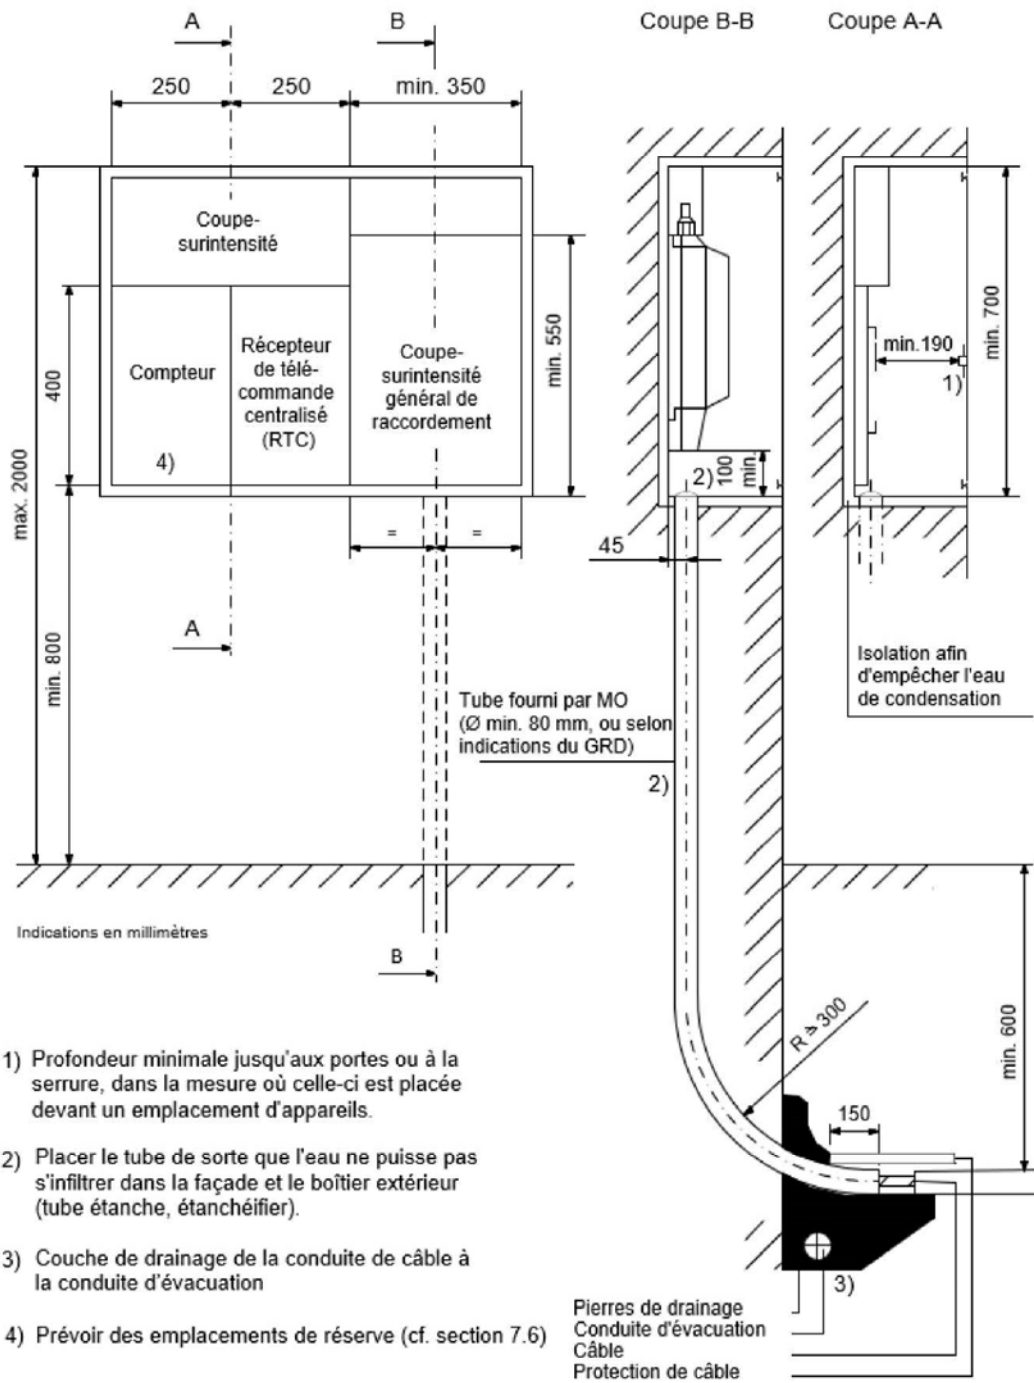 A
B
Coupe B-B
Coupe A-A
250
250
min. 350
Coupe-
surintensité
Compteur
4)
Récepteur
de télé-
commande
centralisé
(RTC)
Coupe-
surintensité
général de
raccordement
400
max. 2000
min. 800
min. 550
=
=
A
B
min.
100
2)
45
min.190
1)
min. 700
Isolation afin
d'empêcher l'eau
de condensation
Tube fourni par MO
(Ø min. 80 mm, ou selon
indications du GRD)
2)
Indications en millimètres
R ≥ 300
150
min. 600
3)
1) Profondeur minimale jusqu'aux portes ou à la
serrure, dans la mesure où celle-ci est placée
devant un emplacement d'appareils.
2) Placer le tube de sorte que l'eau ne puisse pas
s'infiltrer dans la façade et le boîtier extérieur
(tube étanche, étanchéifier).
3) Couche de drainage de la conduite de câble à
la conduite d'évacuation
4) Prévoir des emplacements de réserve (cf. section 7.6)
Pierres de drainage
Conduite d'évacuation
Câble
Protection de câble